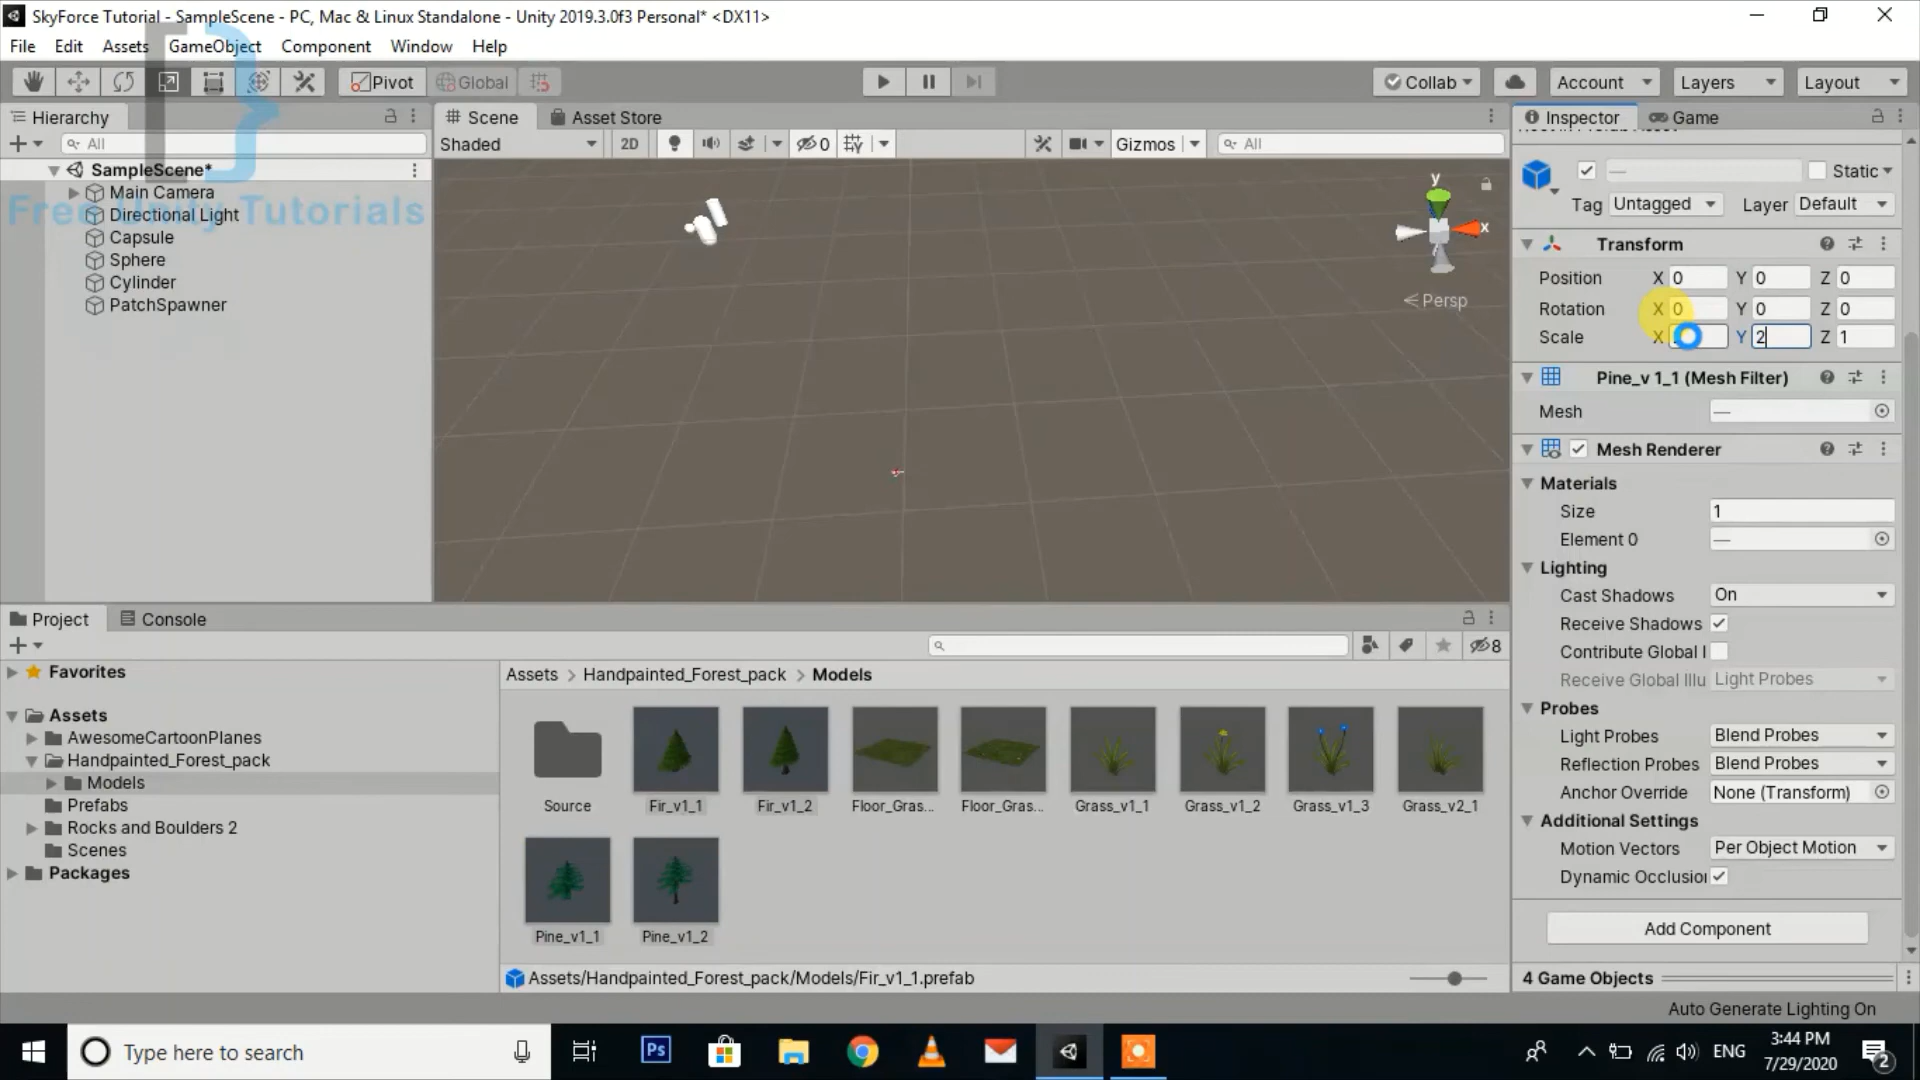 SkyForce Tutorial - SampleScene - PC, Mac & Linux Standalone - Unity 2019.3.0f3 Personal* <DX11>
File Edit Assets GameObject Component Window Help
Pivot Global Collab Account Layers Layout
Hierarchy Scene Asset Store Inspector Game
All Shaded 2D 0 Gizmos All
SampleScene*
Main Camera
Directional Light
Capsule
Sphere
Cylinder
PatchSpawner
Free Unity Tutorials
y
x
Persp
Static
Tag Untagged Layer Default
Transform
Position X 0 Y 0 Z 0
Rotation X 0 Y 0 Z 0
Scale X Y 2 Z 1
Pine_v 1_1 (Mesh Filter)
Mesh —
Mesh Renderer
Materials
Size 1
Element 0 —
Lighting
Cast Shadows On
Receive Shadows
Contribute Global I
Receive Global Illu Light Probes
Probes
Light Probes Blend Probes
Reflection Probes Blend Probes
Anchor Override None (Transform)
Additional Settings
Motion Vectors Per Object Motion
Dynamic Occlusion
Add Component
4 Game Objects
Project Console
8
Favorites
Assets
AwesomeCartoonPlanes
Handpainted_Forest_pack
Models
Prefabs
Rocks and Boulders 2
Scenes
Packages
Assets > Handpainted_Forest_pack > Models
Source Fir_v1_1 Fir_v1_2 Floor_Gras... Floor_Gras... Grass_v1_1 Grass_v1_2 Grass_v1_3 Grass_v2_1
Pine_v1_1 Pine_v1_2
Assets/Handpainted_Forest_pack/Models/Fir_v1_1.prefab
Auto Generate Lighting On
Type here to search
Ps
ENG
3:44 PM
7/29/2020
2